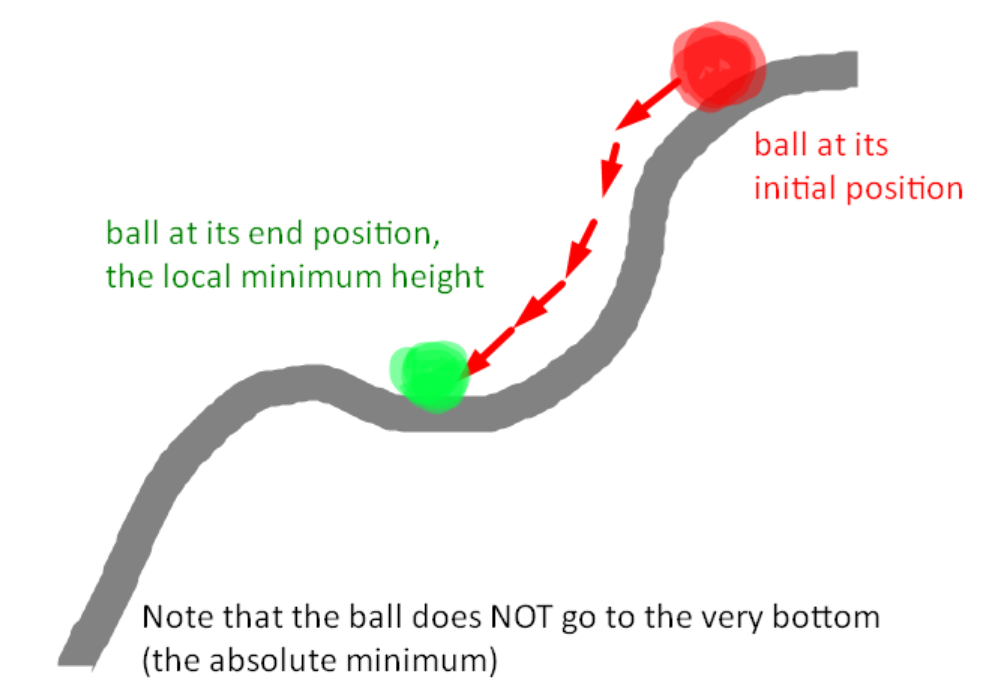 ball at its
initial position
ball at its end position,
the local minimum height
Note that the ball does NOT go to the very bottom
(the absolute minimum)